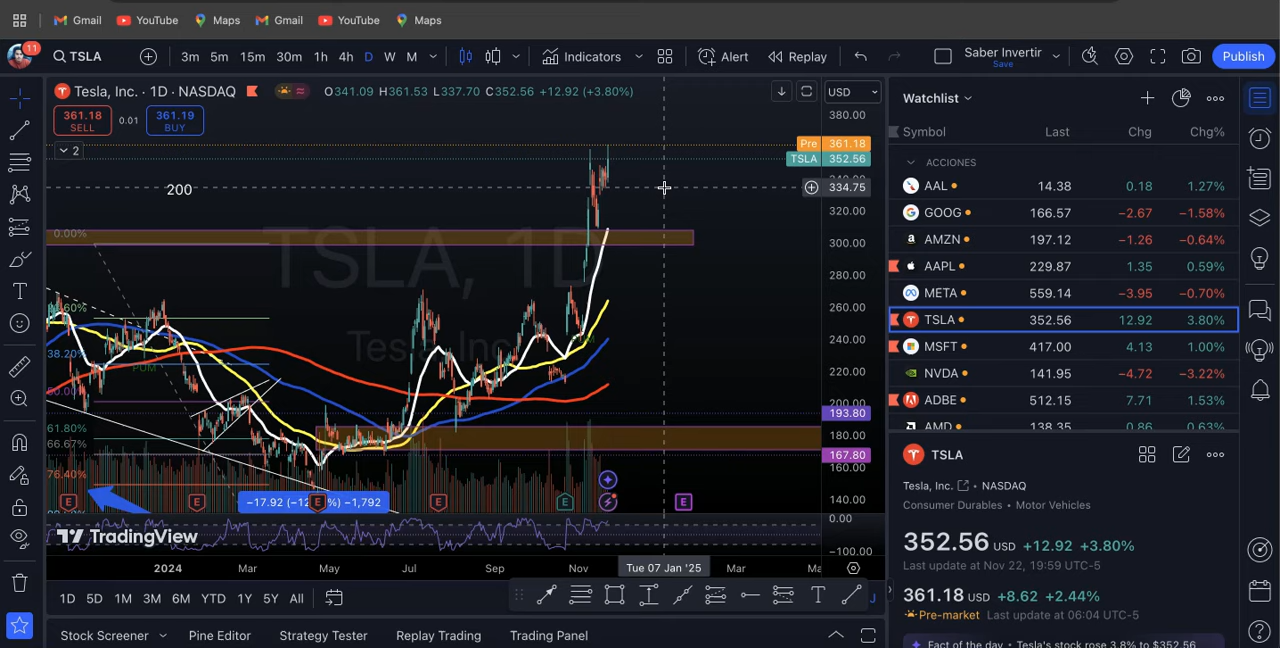 Gmail YouTube Maps Gmail YouTube Maps
11 TSLA 3m 5m 15m 30m 1h 4h D W M Indicators Alert Replay Saber Invertir Save Publish
Tesla, Inc. · 1D · NASDAQ O341.09 H361.53 L337.70 C352.56 +12.92 (+3.80%) USD
361.18 SELL 0.01 361.19 BUY
2
200
TSLA, 1D
0.00%
38.20%
61.80%
66.67%
76.40%
380.00
Pre 361.18
TSLA 352.56
334.75
320.00
300.00
280.00
260.00
240.00
220.00
193.80
180.00
167.80
160.00
140.00
0.00
−100.00
E E E E E E
TradingView
2024 Mar May Jul Sep Nov Tue 07 Jan '25 Mar
1D 5D 1M 3M 6M YTD 1Y 5Y All
Stock Screener Pine Editor Strategy Tester Replay Trading Trading Panel
Watchlist
Symbol Last Chg Chg%
ACCIONES
AAL 14.38 0.18 1.27%
GOOG 166.57 −2.67 −1.58%
AMZN 197.12 −1.26 −0.64%
AAPL 229.87 1.35 0.59%
META 559.14 −3.95 −0.70%
TSLA 352.56 12.92 3.80%
MSFT 417.00 4.13 1.00%
NVDA 141.95 −4.72 −3.22%
ADBE 512.15 7.71 1.53%
AMD 138.35 0.86 0.63%
TSLA
Tesla, Inc. • NASDAQ
Consumer Durables • Motor Vehicles
352.56 USD +12.92 +3.80%
Last update at Nov 22, 19:59 UTC-5
361.18 USD +8.62 +2.44%
Pre-market Last update at 06:04 UTC-5
Fact of the day • Tesla's stock rose 3.8% to $352.56